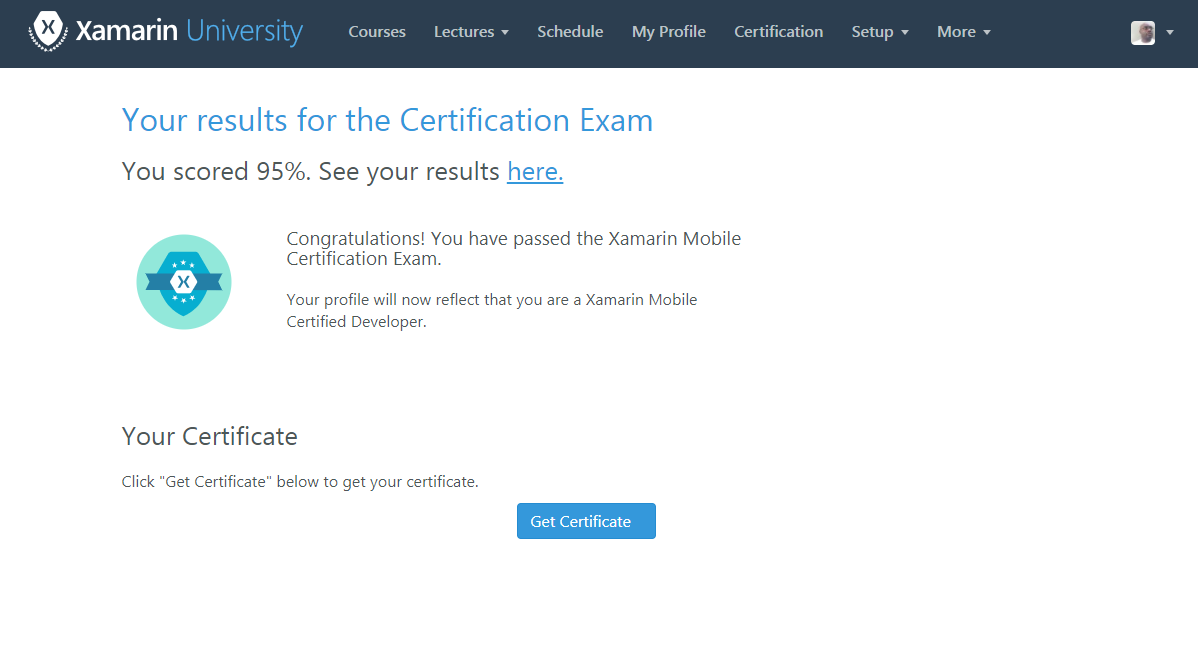 Xamarin University Courses Lectures Schedule My Profile Certification Setup More
Your results for the Certification Exam
You scored 95%. See your results here.
Congratulations! You have passed the Xamarin Mobile
Certification Exam.
Your profile will now reflect that you are a Xamarin Mobile
Certified Developer.
Your Certificate
Click "Get Certificate" below to get your certificate.
Get Certificate